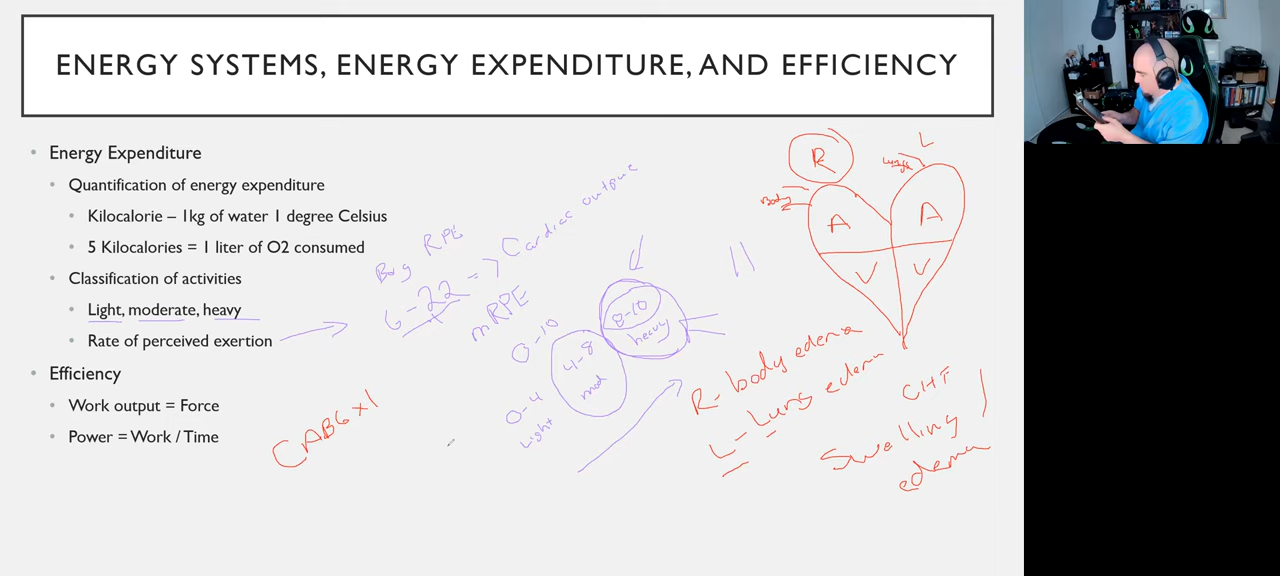 ENERGY SYSTEMS, ENERGY EXPENDITURE, AND EFFICIENCY
• Energy Expenditure
• Quantification of energy expenditure
• Kilocalorie – 1kg of water 1 degree Celsius
• 5 Kilocalories = 1 liter of O2 consumed
• Classification of activities
• Light, moderate, heavy
• Rate of perceived exertion
• Efficiency
• Work output = Force
• Power = Work / Time
CABG x1
Borg RPE
6-22 => Cardiac output
mRPE
0-10
8-10
heavy
4-8
mod
0-4
Light
R
L
Body
Lungs
A
A
V
V
R- body edema
L- Lung edema
CHF
Swelling
edema